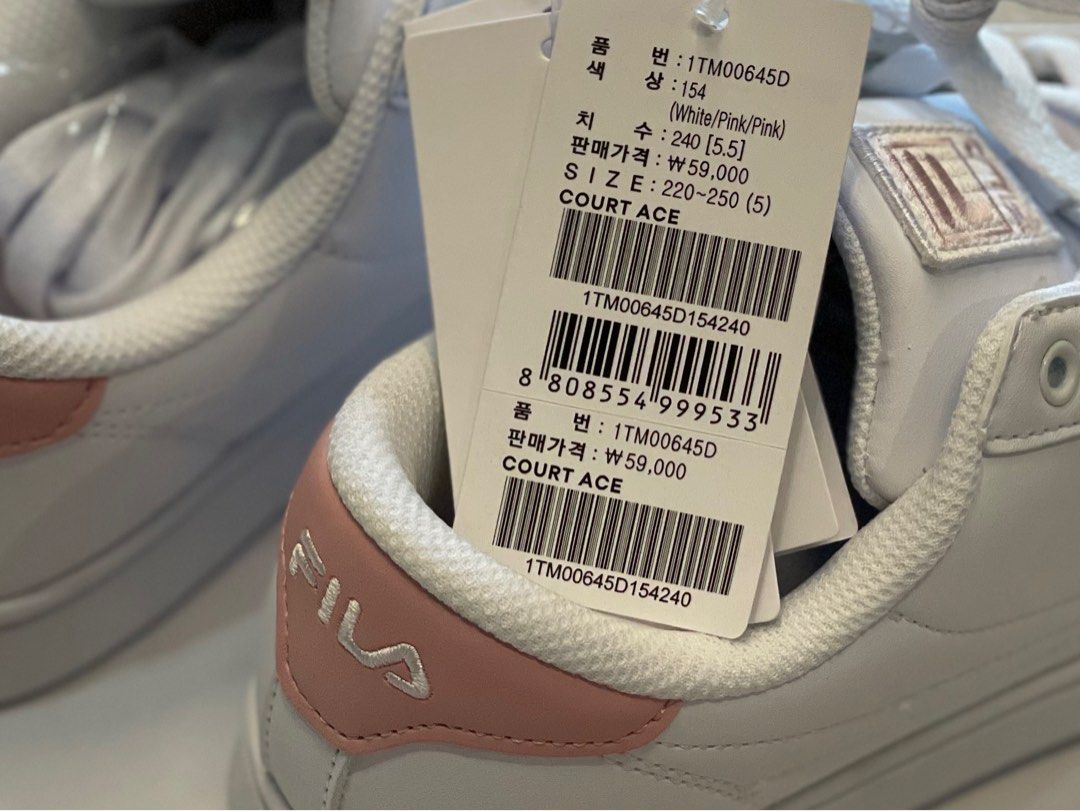 품 번 : 1TM00645D
색 상 : 154
(White/Pink/Pink)
치 수 : 240 [5.5]
판매가격 : ₩59,000
SIZE : 220~250 (5)
COURT ACE
1TM00645D154240
8 808554 999533
품 번 : 1TM00645D
판매가격 : ₩59,000
COURT ACE
1TM00645D154240
FILA